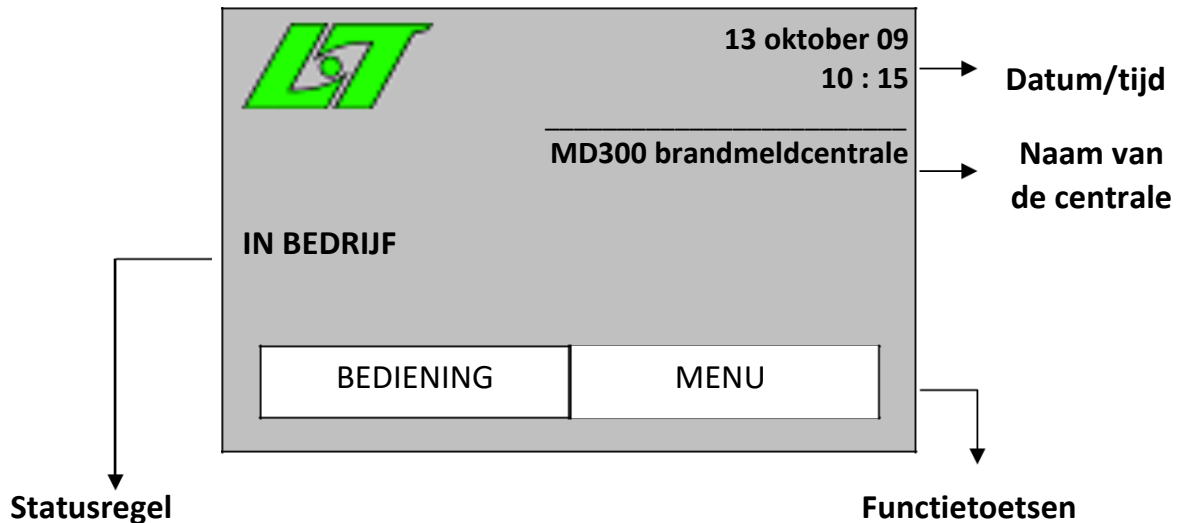 13 oktober 09
10 : 15
Datum/tijd
MD300 brandmeldcentrale
Naam van
de centrale
IN BEDRIJF
BEDIENING
MENU
Statusregel
Functietoetsen